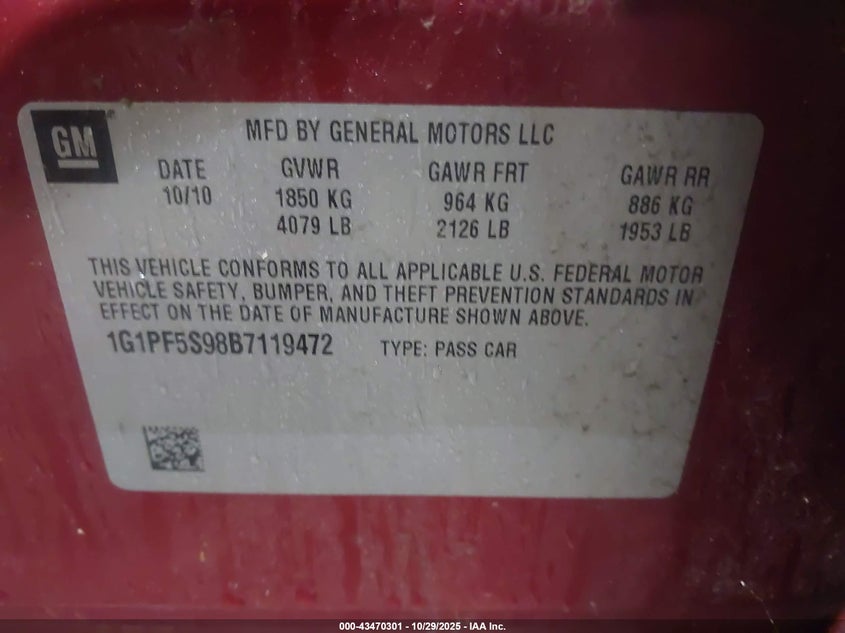 GM
MFD BY GENERAL MOTORS LLC
DATE GVWR GAWR FRT GAWR RR
10/10 1850 KG 964 KG 886 KG
4079 LB 2126 LB 1953 LB
THIS VEHICLE CONFORMS TO ALL APPLICABLE U.S. FEDERAL MOTOR
VEHICLE SAFETY, BUMPER, AND THEFT PREVENTION STANDARDS IN
EFFECT ON THE DATE OF MANUFACTURE SHOWN ABOVE.
1G1PF5S98B7119472 TYPE: PASS CAR
000-43470301 - 10/29/2025 - IAA Inc.